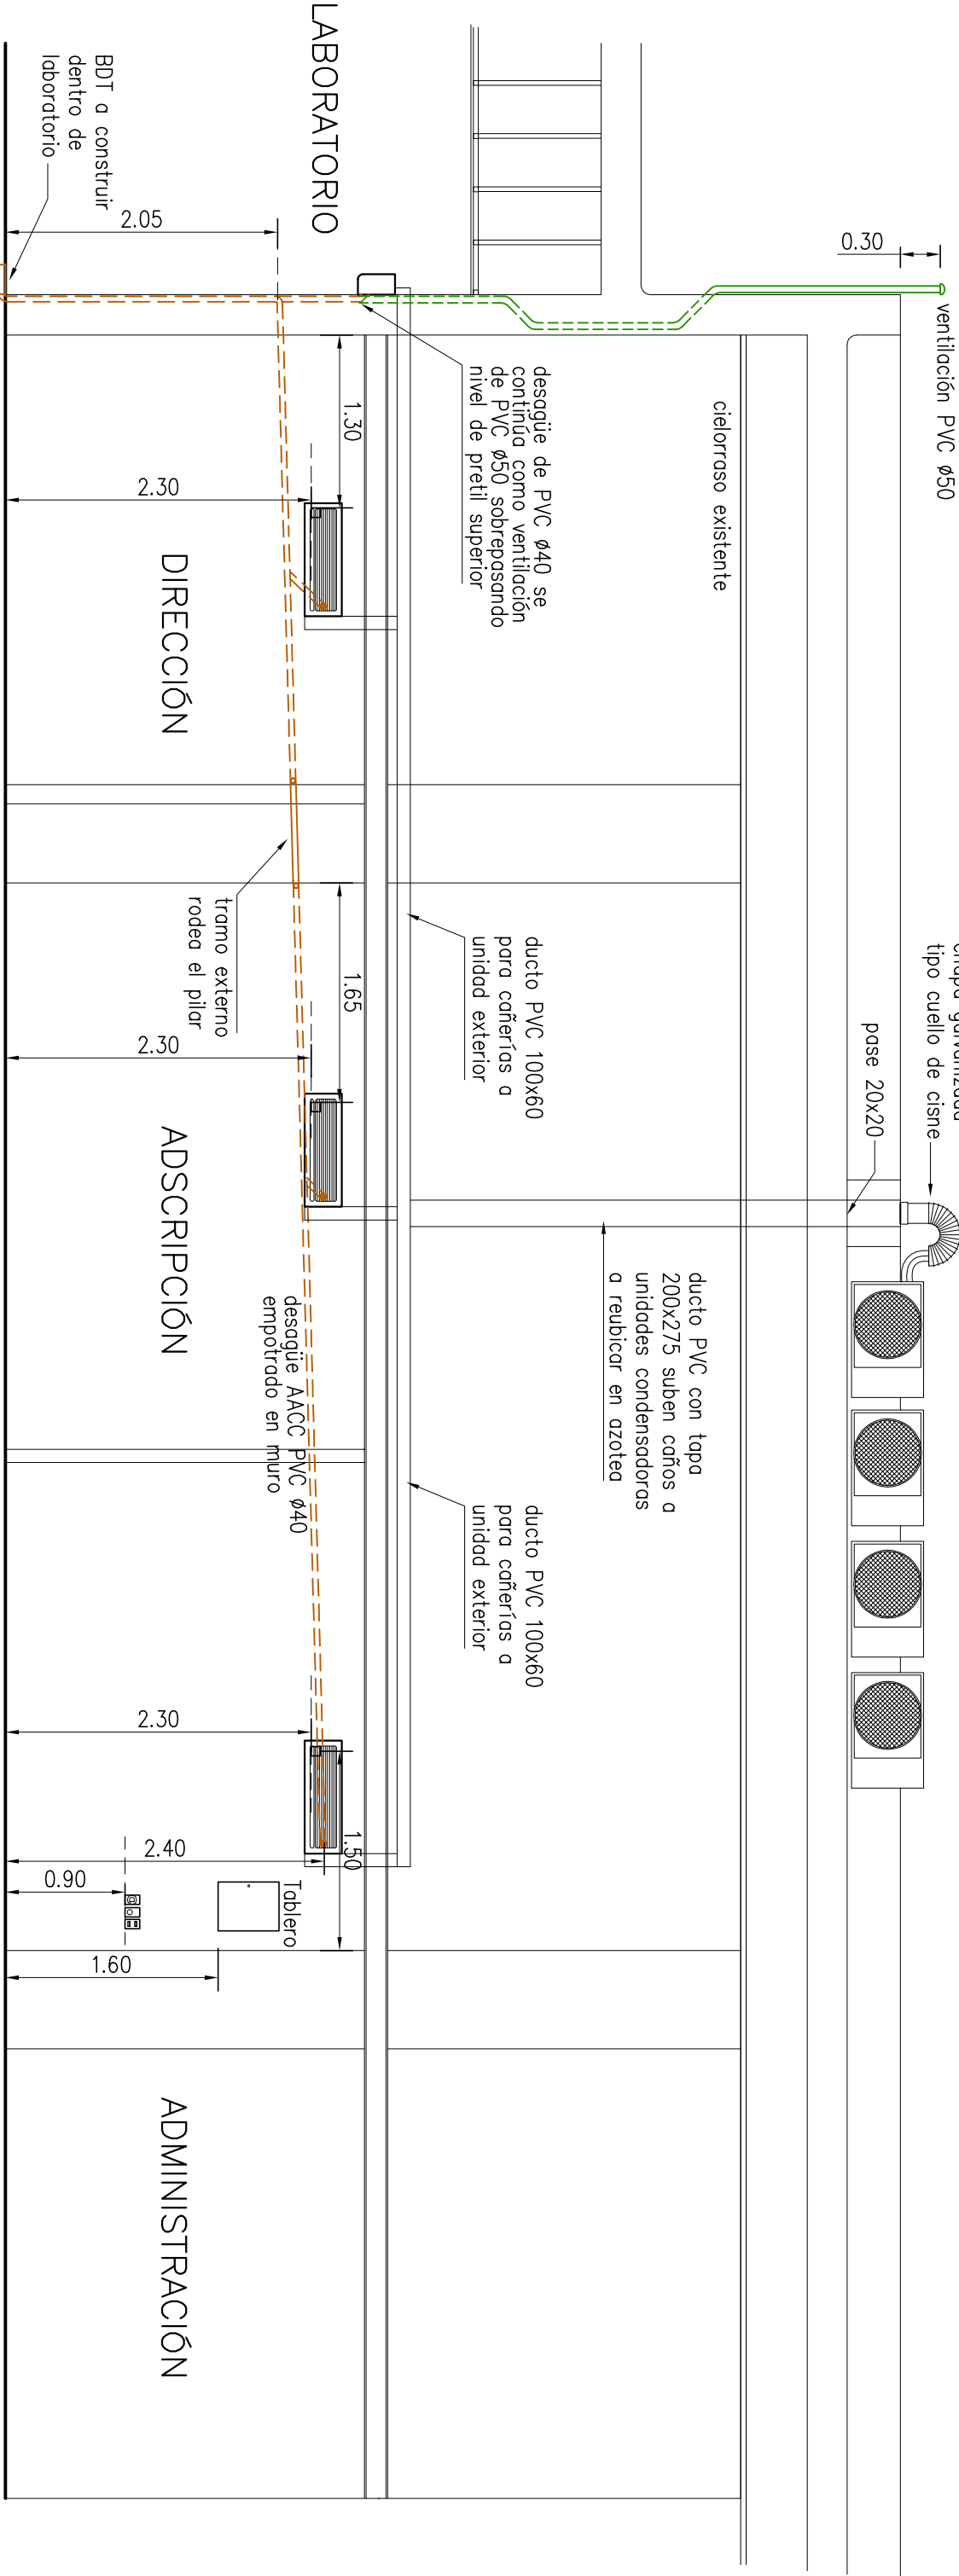 ventilación PVC ø50
0.30
chapa galvanizada
tipo cuello de cisne
pase 20x20
cielorraso existente
LABORATORIO
desagüe de PVC ø40 se
continúa como ventilación
de PVC ø50 sobrepasando
nivel de pretil superior
ducto PVC 100x60
para cañerías a
unidad exterior
ducto PVC con tapa
200x275 suben caños a
unidades condensadoras
a reubicar en azotea
ducto PVC 100x60
para cañerías a
unidad exterior
BDT a construir
dentro de
laboratorio
2.05
1.30
2.30
DIRECCIÓN
tramo externo
rodea el pilar
1.65
2.30
ADSCRIPCIÓN
desagüe AACC PVC ø40
empotrado en muro
2.30
1.50
2.40
0.90
Tablero
1.60
ADMINISTRACIÓN